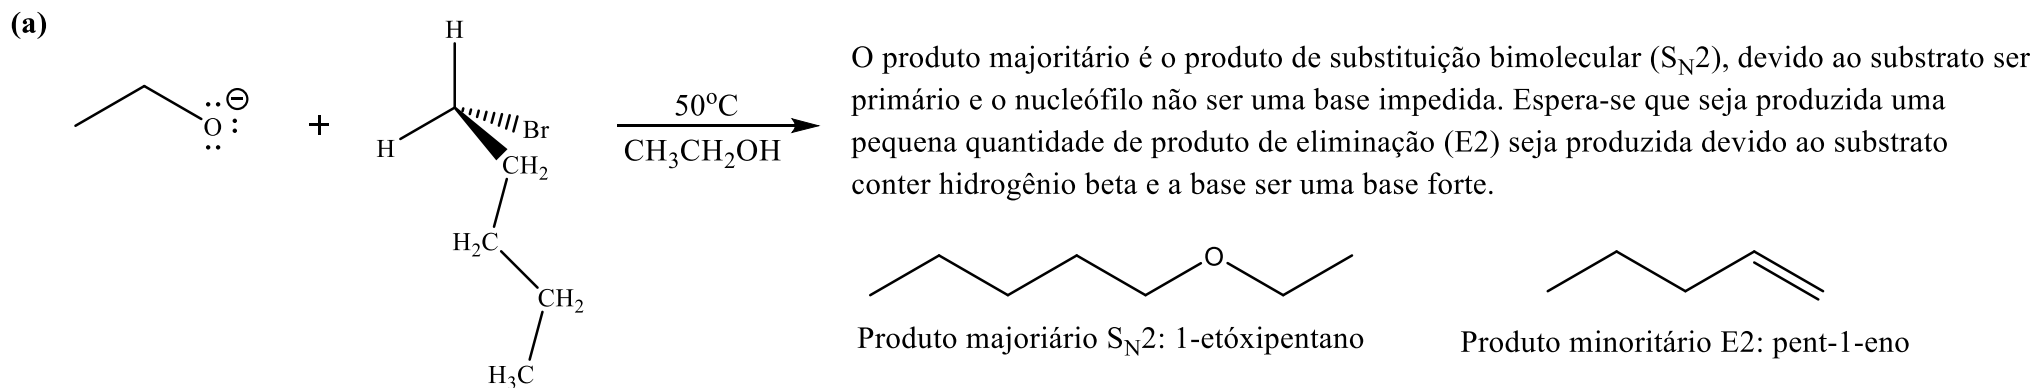 (a)
H
H
Br
CH₂
H₂C
CH₂
H₃C
O
⊖
+
50°C
CH₃CH₂OH
O produto majoritário é o produto de substituição bimolecular (S_N2), devido ao substrato ser
primário e o nucleófilo não ser uma base impedida. Espera-se que seja produzida uma
pequena quantidade de produto de eliminação (E2) seja produzida devido ao substrato
conter hidrogênio beta e a base ser uma base forte.
O
Produto majoriário S_N2: 1-etóxipentano
Produto minoritário E2: pent-1-eno